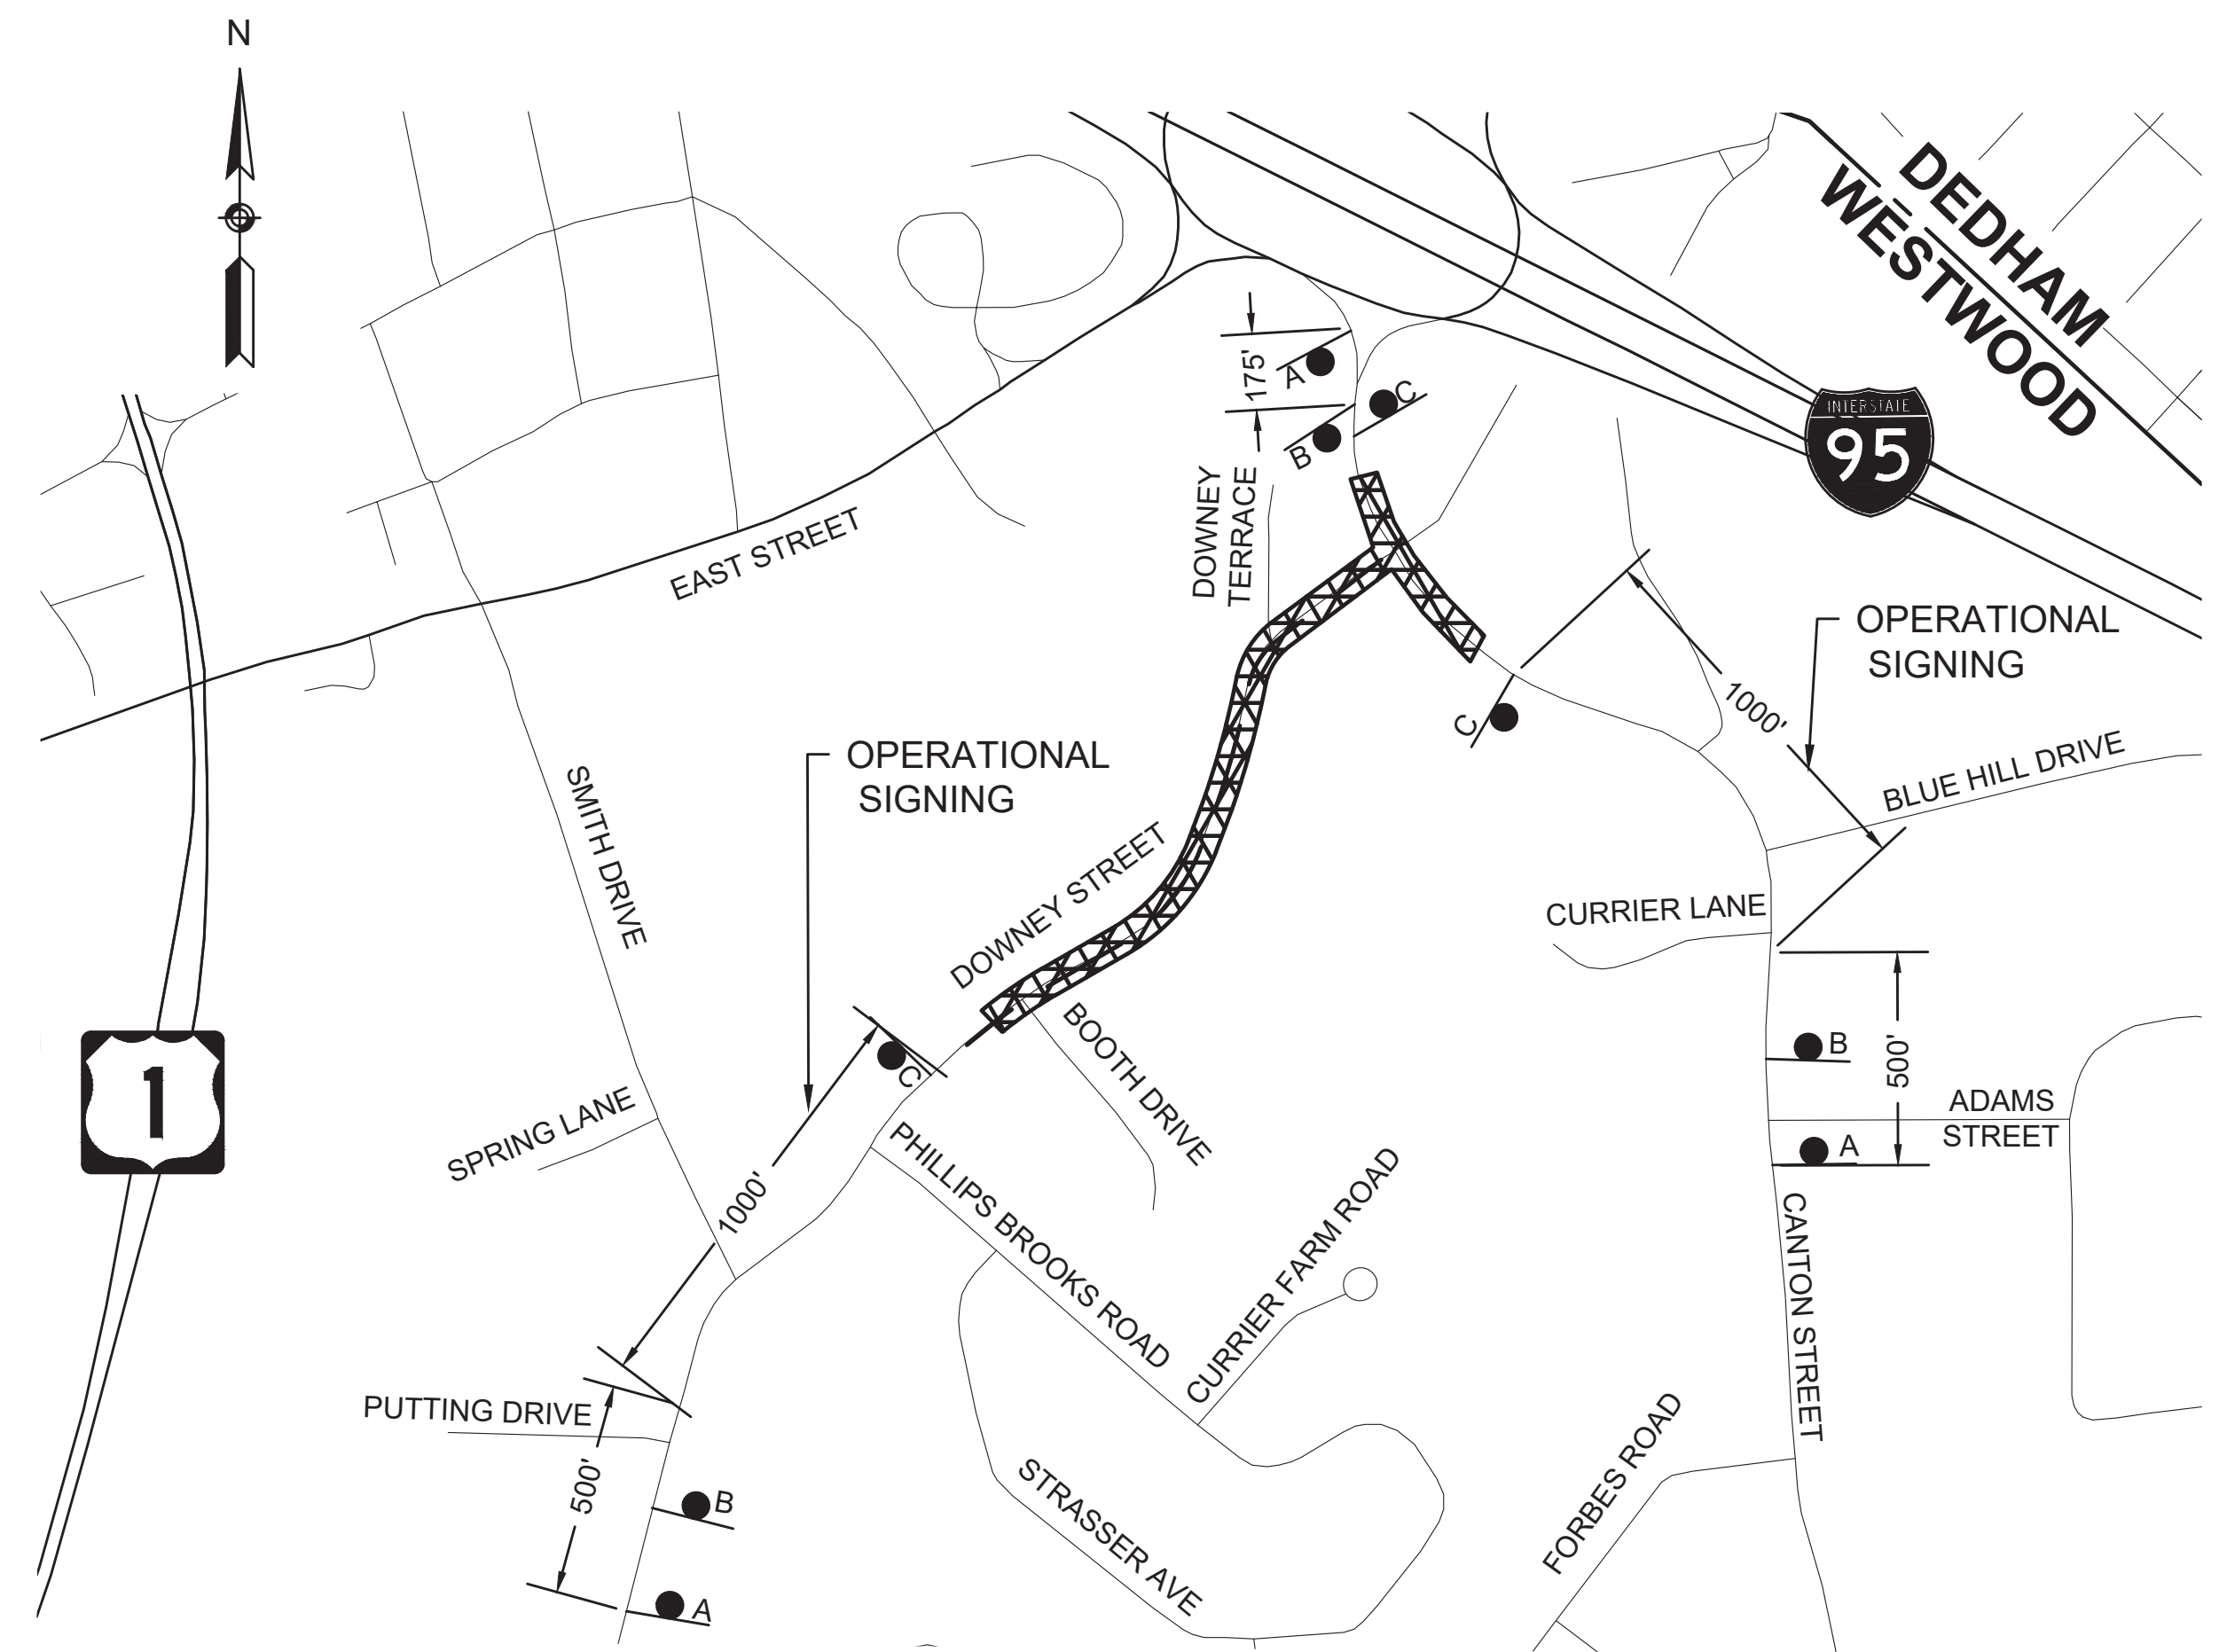 N
DEDHAM
WESTWOOD
175'
A
C
B
INTERSTATE
95
DOWNEY
TERRACE
EAST STREET
OPERATIONAL
SIGNING
1000'
C
BLUE HILL DRIVE
OPERATIONAL
SIGNING
SMITH DRIVE
DOWNEY STREET
CURRIER LANE
BOOTH DRIVE
C
B
500'
1
SPRING LANE
ADAMS
STREET
A
PHILLIPS BROOKS ROAD
1000'
CURRIER FARM ROAD
CANTON STREET
PUTTING DRIVE
500'
B
STRASSER AVE
FORBES ROAD
A